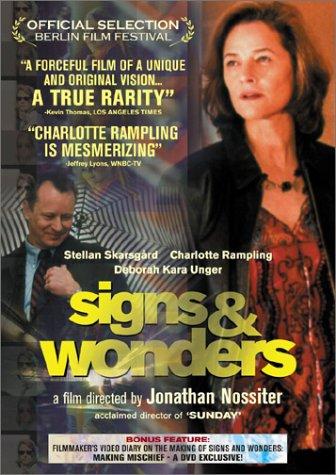 OFFICIAL SELECTION
BERLIN FILM FESTIVAL
"A FORCEFUL FILM OF A UNIQUE
AND ORIGINAL VISION...
A TRUE RARITY"
-Kevin Thomas, LOS ANGELES TIMES
"CHARLOTTE RAMPLING
IS MESMERIZING"
-Jeffrey Lyons, WNBC-TV
Stellan Skarsgård Charlotte Rampling
Deborah Kara Unger
signs &
wonders
a film directed by Jonathan Nossiter
acclaimed director of 'SUNDAY'
BONUS FEATURE:
FILMMAKER'S VIDEO DIARY ON THE MAKING OF SIGNS AND WONDERS:
MAKING MISCHIEF - A DVD EXCLUSIVE!